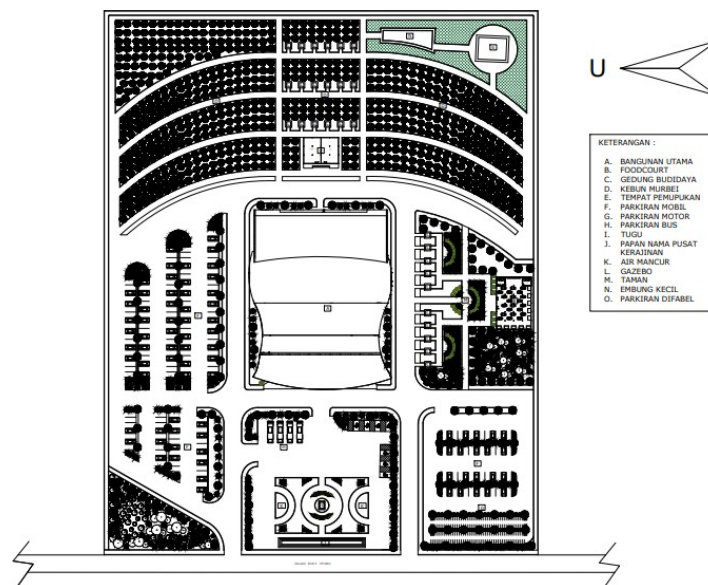 U
KETERANGAN :
A. BANGUNAN UTAMA
B. FOODCOURT
C. GEDUNG BUDIDAYA
D. KEBUN MURBEI
E. TEMPAT PEMUPUKAN
F. PARKIRAN MOBIL
G. PARKIRAN MOTOR
H. PARKIRAN BUS
I. TUGU
J. PAPAN NAMA PUSAT
KERAJINAN
K. AIR MANCUR
L. GAZEBO
M. TAMAN
N. EMBUNG KECIL
O. PARKIRAN DIFABEL